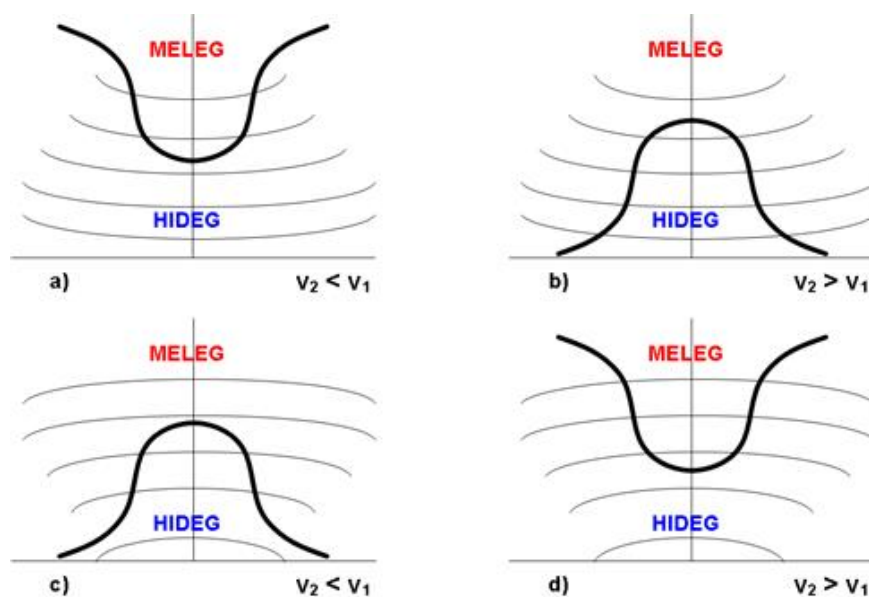 MELEG
HIDEG
a) v₂ < v₁
MELEG
HIDEG
b) v₂ > v₁
MELEG
HIDEG
c) v₂ < v₁
MELEG
HIDEG
d) v₂ > v₁